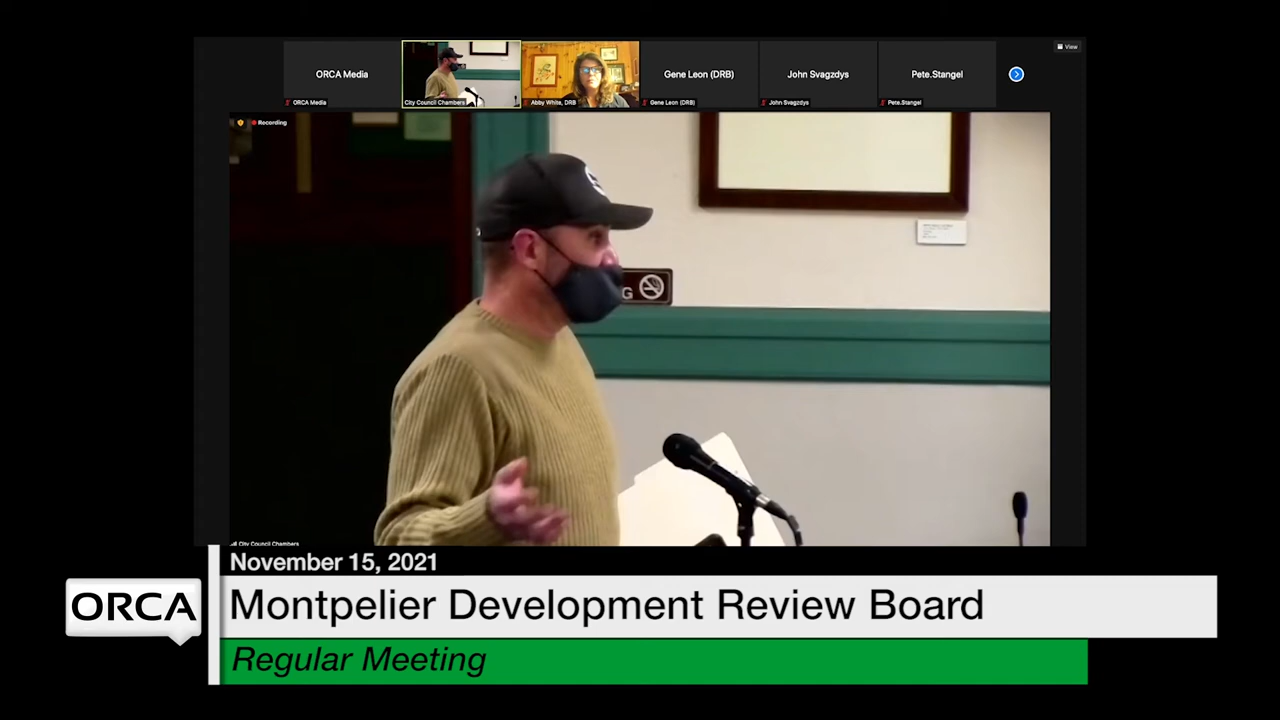 ORCA Media
Gene Leon (DRB)
John Svagzdys
Pete.Stangel
View
ORCA Media
City Council Chambers
Abby White, DRB
Gene Leon (DRB)
John Svagzdys
Pete.Stangel
Recording
G
City Council Chambers
November 15, 2021
ORCA
Montpelier Development Review Board
Regular Meeting